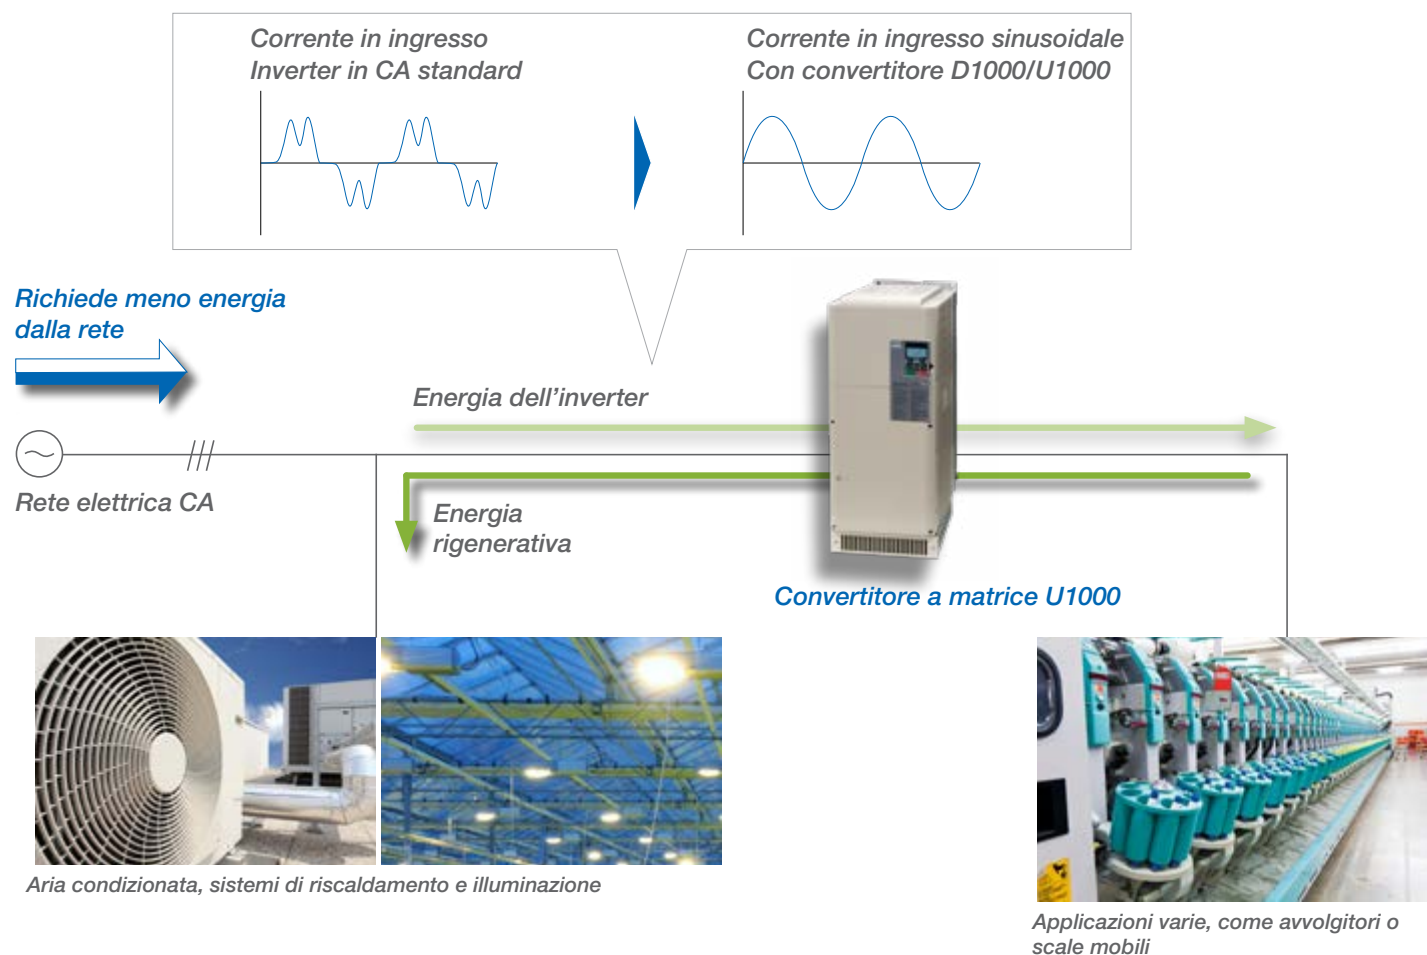 Corrente in ingresso
Inverter in CA standard
Corrente in ingresso sinusoidale
Con convertitore D1000/U1000
Richiede meno energia
dalla rete
Energia dell'inverter
Rete elettrica CA
Energia
rigenerativa
Convertitore a matrice U1000
Aria condizionata, sistemi di riscaldamento e illuminazione
Applicazioni varie, come avvolgitori o
scale mobili